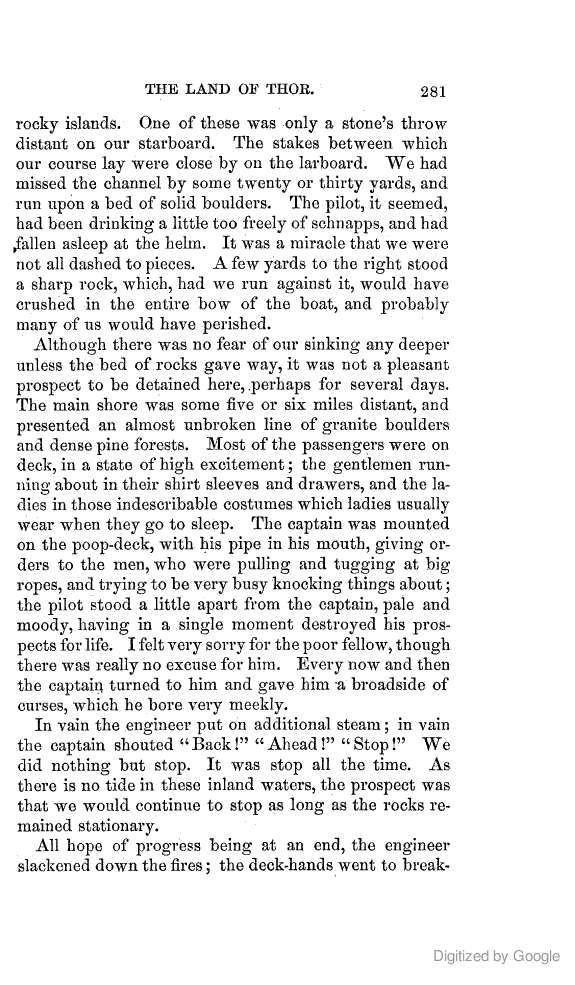 THE LAND OF THOR. 281
rocky islands. One of these was only a stone's throw
distant on our starboard. The stakes between which
our course lay were close by on the larboard. We had
missed the channel by some twenty or thirty yards, and
run upon a bed of solid boulders. The pilot, it seemed,
had been drinking a little too freely of schnapps, and had
fallen asleep at the helm. It was a miracle that we were
not all dashed to pieces. A few yards to the right stood
a sharp rock, which, had we run against it, would have
crushed in the entire bow of the boat, and probably
many of us would have perished.
Although there was no fear of our sinking any deeper
unless the bed of rocks gave way, it was not a pleasant
prospect to be detained here, perhaps for several days.
The main shore was some five or six miles distant, and
presented an almost unbroken line of granite boulders
and dense pine forests. Most of the passengers were on
deck, in a state of high excitement; the gentlemen run-
ning about in their shirt sleeves and drawers, and the la-
dies in those indescribable costumes which ladies usually
wear when they go to sleep. The captain was mounted
on the poop-deck, with his pipe in his mouth, giving or-
ders to the men, who were pulling and tugging at big
ropes, and trying to be very busy knocking things about;
the pilot stood a little apart from the captain, pale and
moody, having in a single moment destroyed his pros-
pects for life. I felt very sorry for the poor fellow, though
there was really no excuse for him. Every now and then
the captain turned to him and gave him a broadside of
curses, which he bore very meekly.
In vain the engineer put on additional steam; in vain
the captain shouted "Back!" "Ahead!" "Stop!" We
did nothing but stop. It was stop all the time. As
there is no tide in these inland waters, the prospect was
that we would continue to stop as long as the rocks re-
mained stationary.
All hope of progress being at an end, the engineer
slackened down the fires; the deck-hands went to break-
Digitized by Google